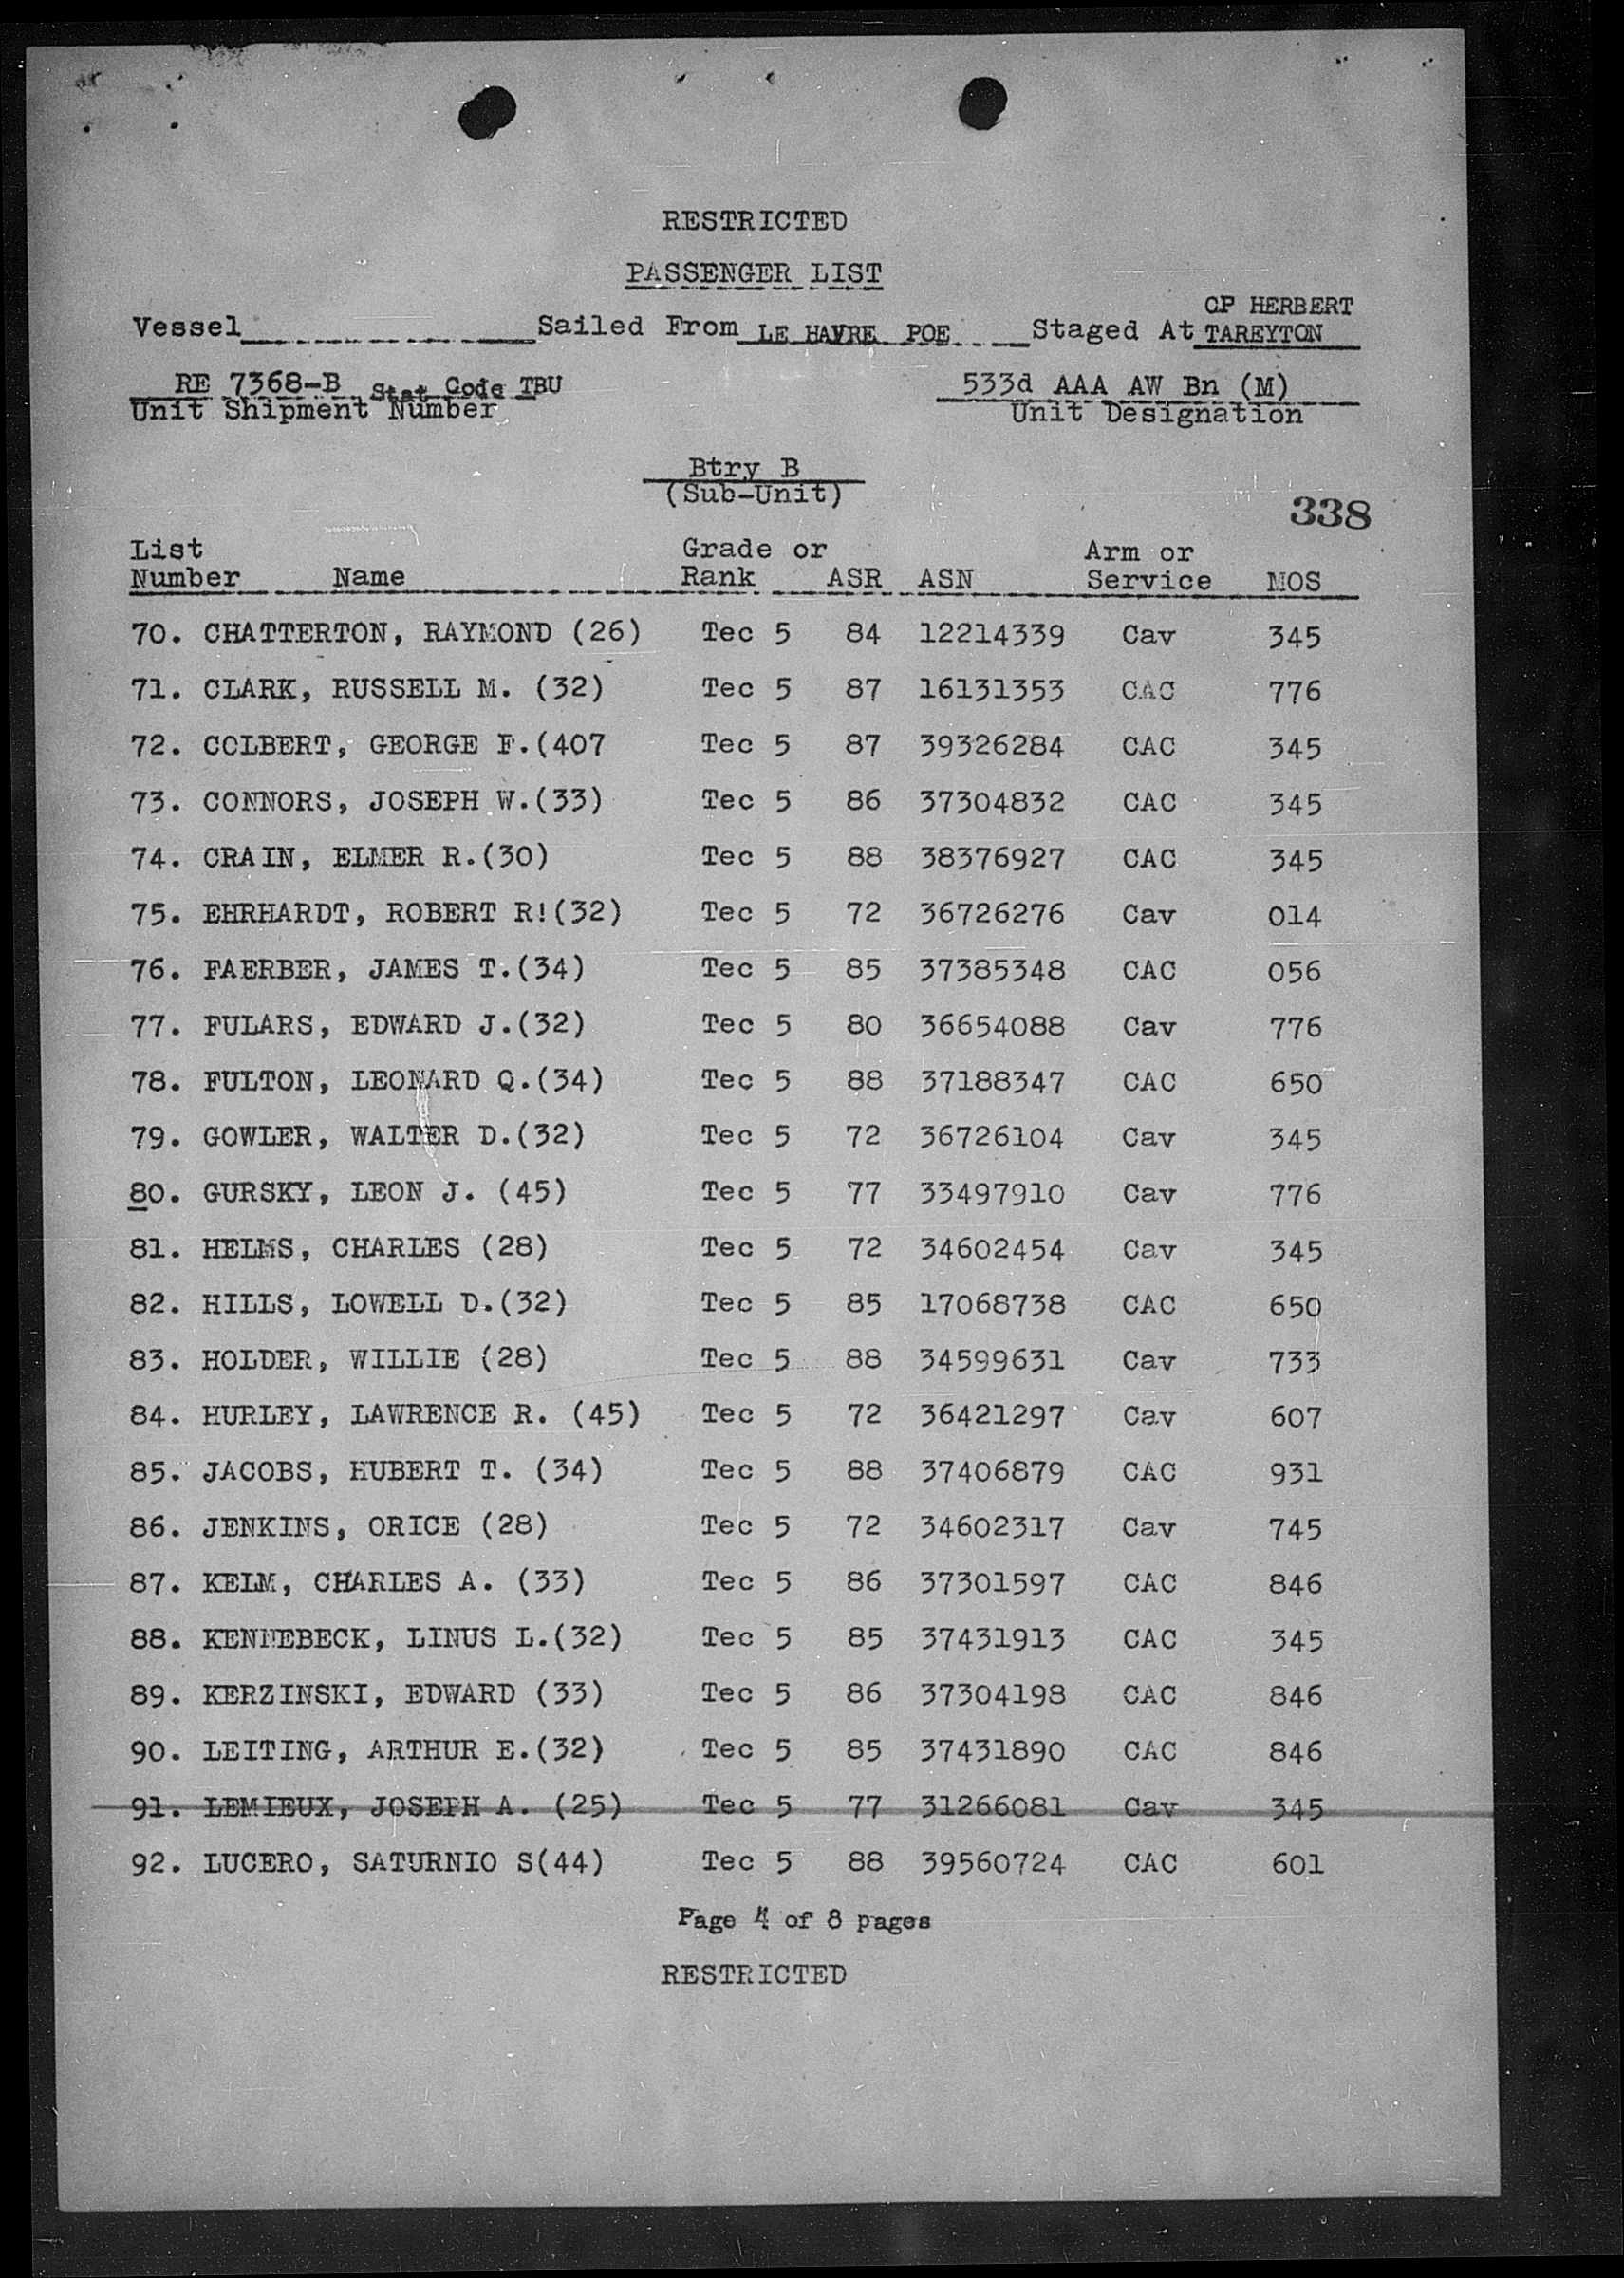 RESTRICTED
PASSENGER LIST
CP HERBERT
Vessel Sailed From LE HAVRE POE Staged At TAREYTON
RE 7368-B Stat Code TBU 533d AAA AW Bn (M)
Unit Shipment Number Unit Designation
Btry B
(Sub-Unit)
338
List Grade or Arm or
Number Name Rank ASR ASN Service MOS
70. CHATTERTON, RAYMOND (26) Tec 5 84 12214339 Cav 345
71. CLARK, RUSSELL M. (32) Tec 5 87 16131353 CAC 776
72. COLBERT, GEORGE F.(407 Tec 5 87 39326284 CAC 345
73. CONNORS, JOSEPH W.(33) Tec 5 86 37304832 CAC 345
74. CRAIN, ELMER R.(30) Tec 5 88 38376927 CAC 345
75. EHRHARDT, ROBERT R!(32) Tec 5 72 36726276 Cav 014
76. FAERBER, JAMES T.(34) Tec 5 85 37385348 CAC 056
77. FULARS, EDWARD J.(32) Tec 5 80 36654088 Cav 776
78. FULTON, LEONARD Q.(34) Tec 5 88 37188347 CAC 650
79. GOWLER, WALTER D.(32) Tec 5 72 36726104 Cav 345
80. GURSKY, LEON J. (45) Tec 5 77 33497910 Cav 776
81. HELMS, CHARLES (28) Tec 5 72 34602454 Cav 345
82. HILLS, LOWELL D.(32) Tec 5 85 17068738 CAC 650
83. HOLDER, WILLIE (28) Tec 5 88 34599631 Cav 733
84. HURLEY, LAWRENCE R. (45) Tec 5 72 36421297 Cav 607
85. JACOBS, HUBERT T. (34) Tec 5 88 37406879 CAC 931
86. JENKINS, ORICE (28) Tec 5 72 34602317 Cav 745
87. KELM, CHARLES A. (33) Tec 5 86 37301597 CAC 846
88. KENNEBECK, LINUS L.(32) Tec 5 85 37431913 CAC 345
89. KERZINSKI, EDWARD (33) Tec 5 86 37304198 CAC 846
90. LEITING, ARTHUR E.(32) Tec 5 85 37431890 CAC 846
91. LEMIEUX, JOSEPH A. (25) Tec 5 77 31266081 Cav 345
92. LUCERO, SATURNIO S(44) Tec 5 88 39560724 CAC 601
Page 4 of 8 pages
RESTRICTED